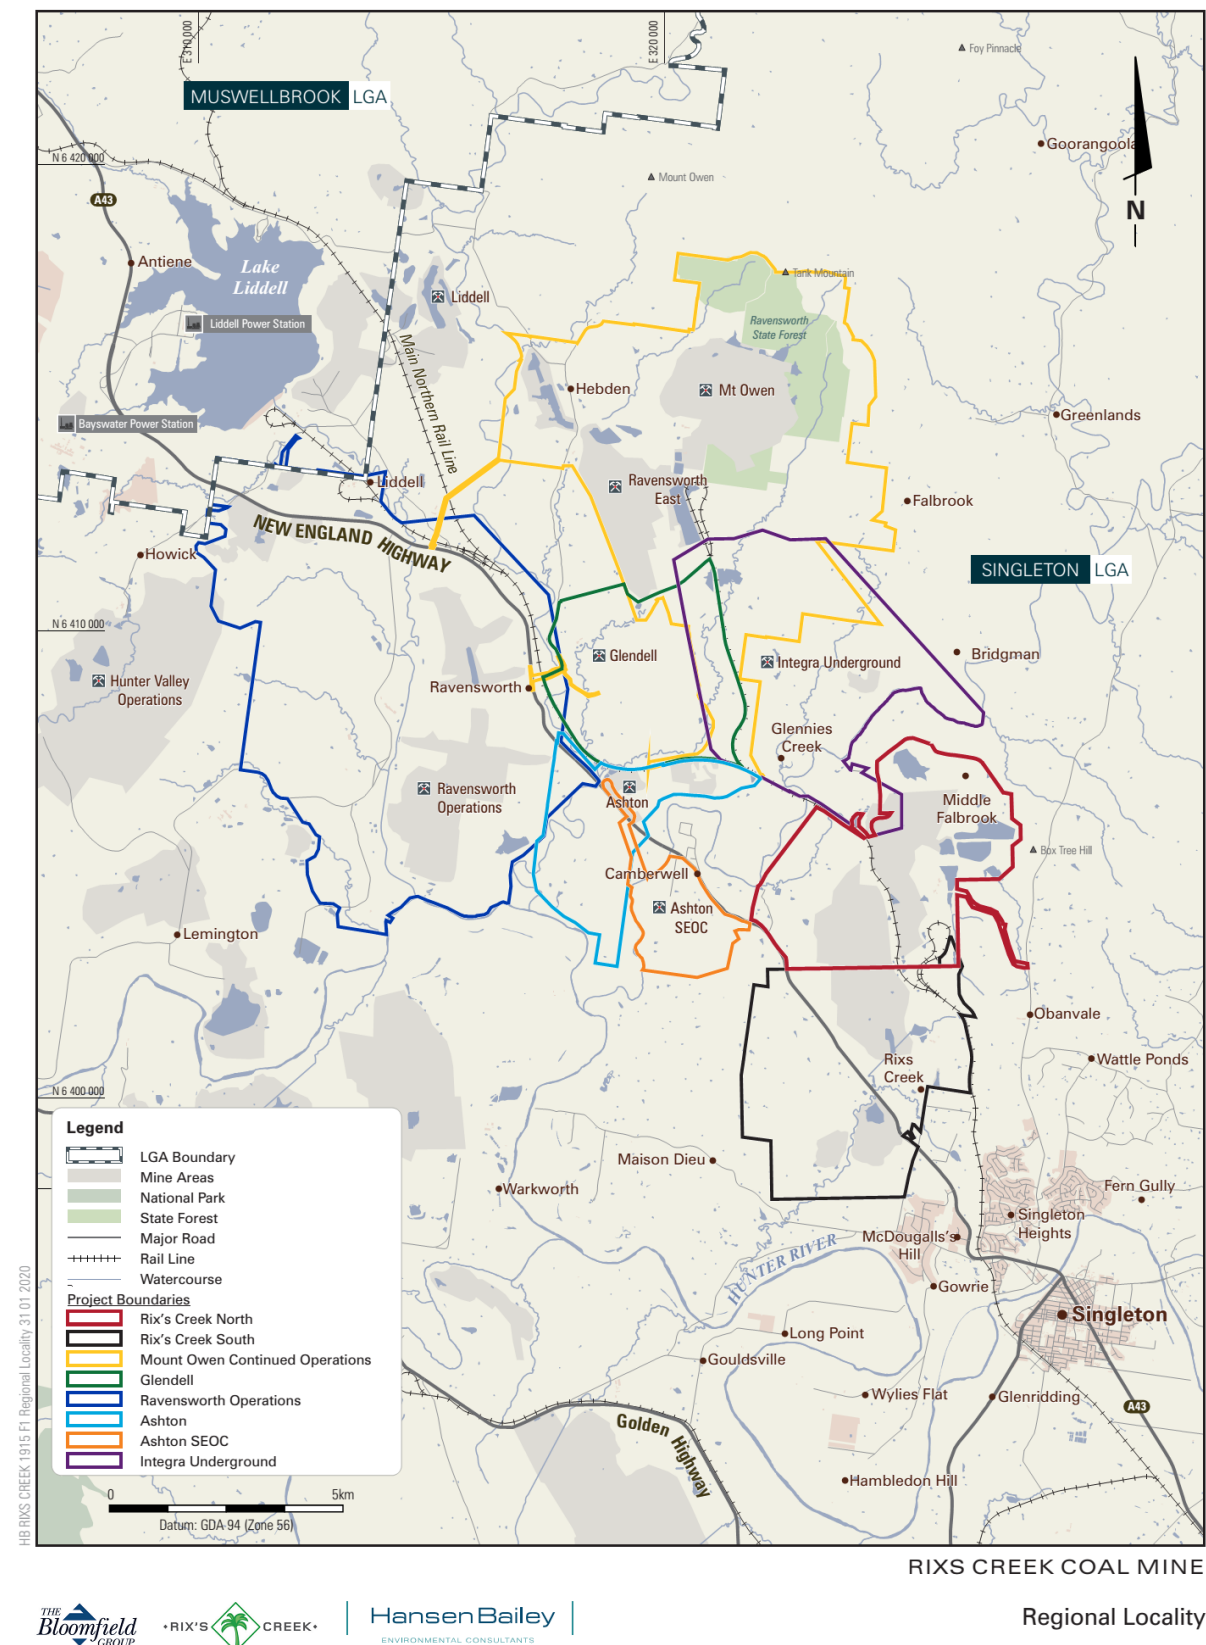 E 310 000
E 320 000
Foy Pinnacle
MUSWELLBROOK LGA
Goorangoola
N 6 420 000
Mount Owen
A43
N
Antiene
Lake
Liddell
Tank Mountain
Liddell
Liddell Power Station
Ravensworth
State Forest
Main Northern Rail Line
Hebden
Mt Owen
Greenlands
Bayswater Power Station
Liddell
Ravensworth
East
Falbrook
NEW ENGLAND HIGHWAY
Howick
SINGLETON LGA
N 6 410 000
Glendell
Integra Underground
Bridgman
Hunter Valley
Operations
Ravensworth
Glennies
Creek
Ravensworth
Operations
Ashton
Middle
Falbrook
Box Tree Hill
Camberwell
Ashton
SEOC
Lemington
Obanvale
Rixs
Creek
Wattle Ponds
N 6 400 000
Maison Dieu
Warkworth
Fern Gully
Singleton
Heights
McDougalls's
Hill
HUNTER RIVER
Gowrie
Singleton
Long Point
Gouldsville
Wylies Flat
Glenridding
A43
Golden Highway
Hambledon Hill
Legend
LGA Boundary
Mine Areas
National Park
State Forest
Major Road
Rail Line
Watercourse
Project Boundaries
Rix's Creek North
Rix's Creek South
Mount Owen Continued Operations
Glendell
Ravensworth Operations
Ashton
Ashton SEOC
Integra Underground
0 5km
Datum: GDA 94 (Zone 56)
HB RIXS CREEK 1915 F1 Regional Locality 31 01 2020
RIXS CREEK COAL MINE
Regional Locality
THE
Bloomfield
GROUP
•RIX'S CREEK•
Hansen Bailey
ENVIRONMENTAL CONSULTANTS